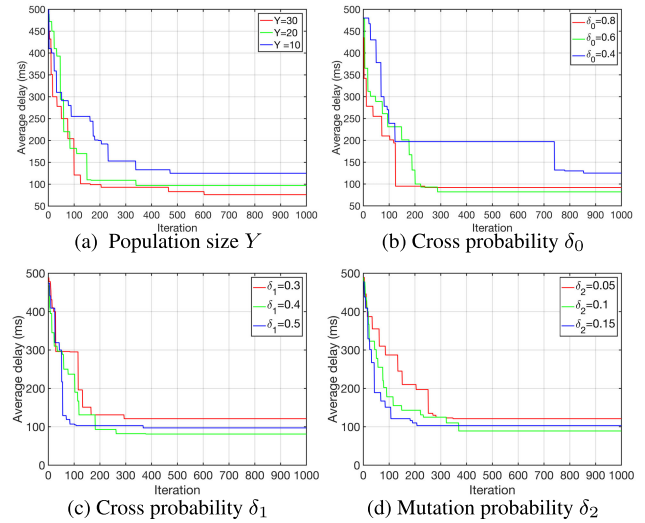 500
450
400
350
300
250
200
150
100
50
Average delay (ms)
Y=30
Y=20
Y =10
0 100 200 300 400 500 600 700 800 900 1000
Iteration
(a) Population size Y
500
450
400
350
300
250
200
150
100
50
Average delay (ms)
δ₀=0.8
δ₀=0.6
δ₀=0.4
0 100 200 300 400 500 600 700 800 900 1000
Iteration
(b) Cross probability δ₀
500
400
300
200
100
0
Average delay (ms)
δ₁=0.3
δ₁=0.4
δ₁=0.5
0 100 200 300 400 500 600 700 800 900 1000
Iteration
(c) Cross probability δ₁
500
400
300
200
100
0
Average delay (ms)
δ₂=0.05
δ₂=0.1
δ₂=0.15
0 100 200 300 400 500 600 700 800 900 1000
Iteration
(d) Mutation probability δ₂